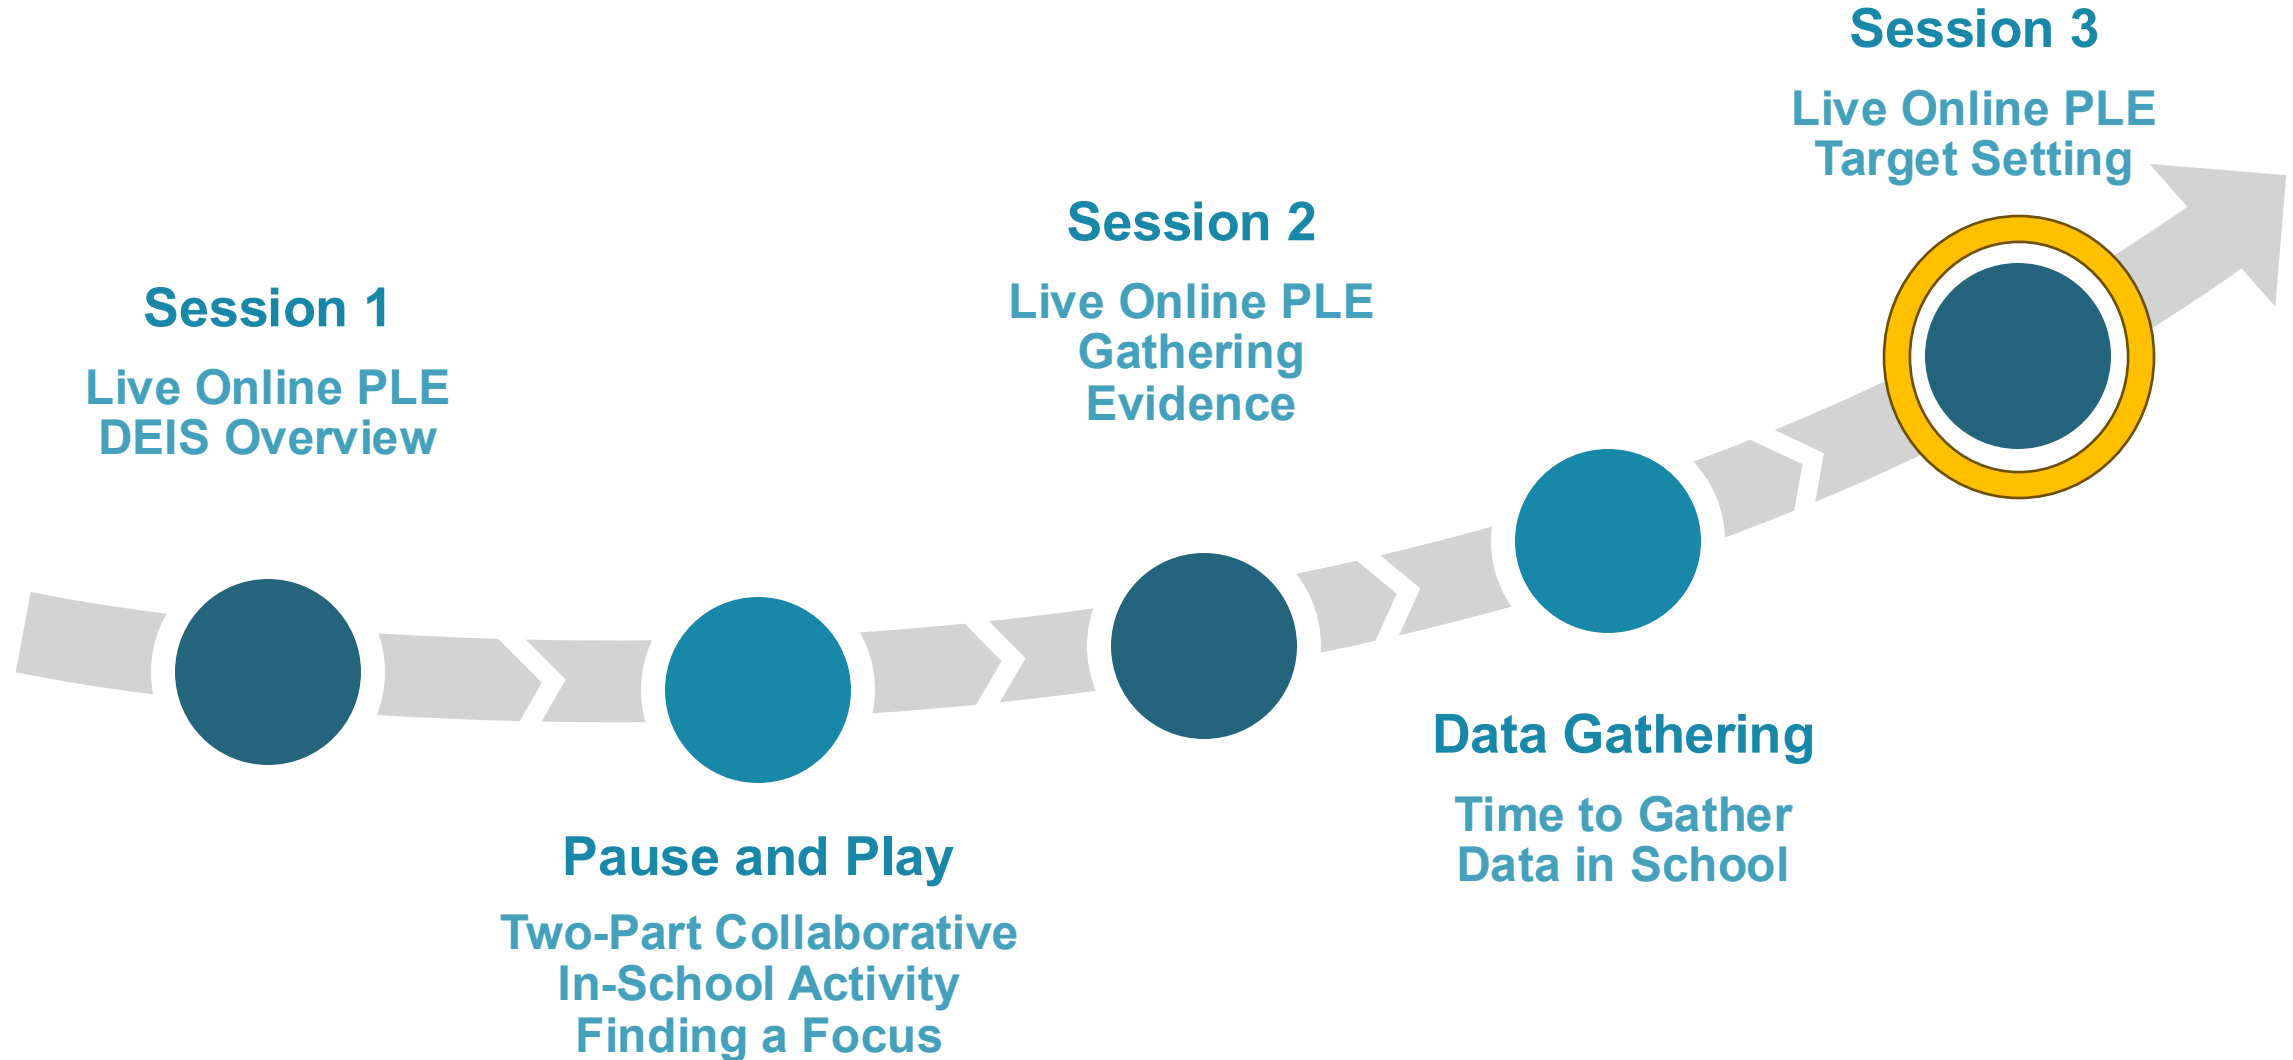 Session 1
Live Online PLE
DEIS Overview
Pause and Play
Two-Part Collaborative
In-School Activity
Finding a Focus
Session 2
Live Online PLE
Gathering
Evidence
Data Gathering
Time to Gather
Data in School
Session 3
Live Online PLE
Target Setting